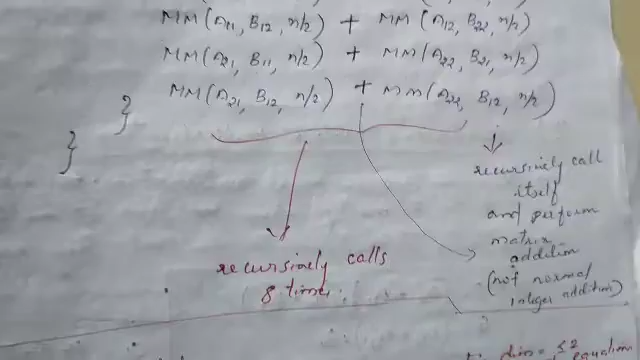 MM(A11, B12, n/2) + MM(A12, B22, n/2)
MM(A21, B11, n/2) + MM(A22, B21, n/2)
MM(A21, B12, n/2) + MM(A22, B12, n/2)
}
}
recursively call
itself
and perform
matrix
addition
(not normal
integer addition)
recursively calls
8 time.